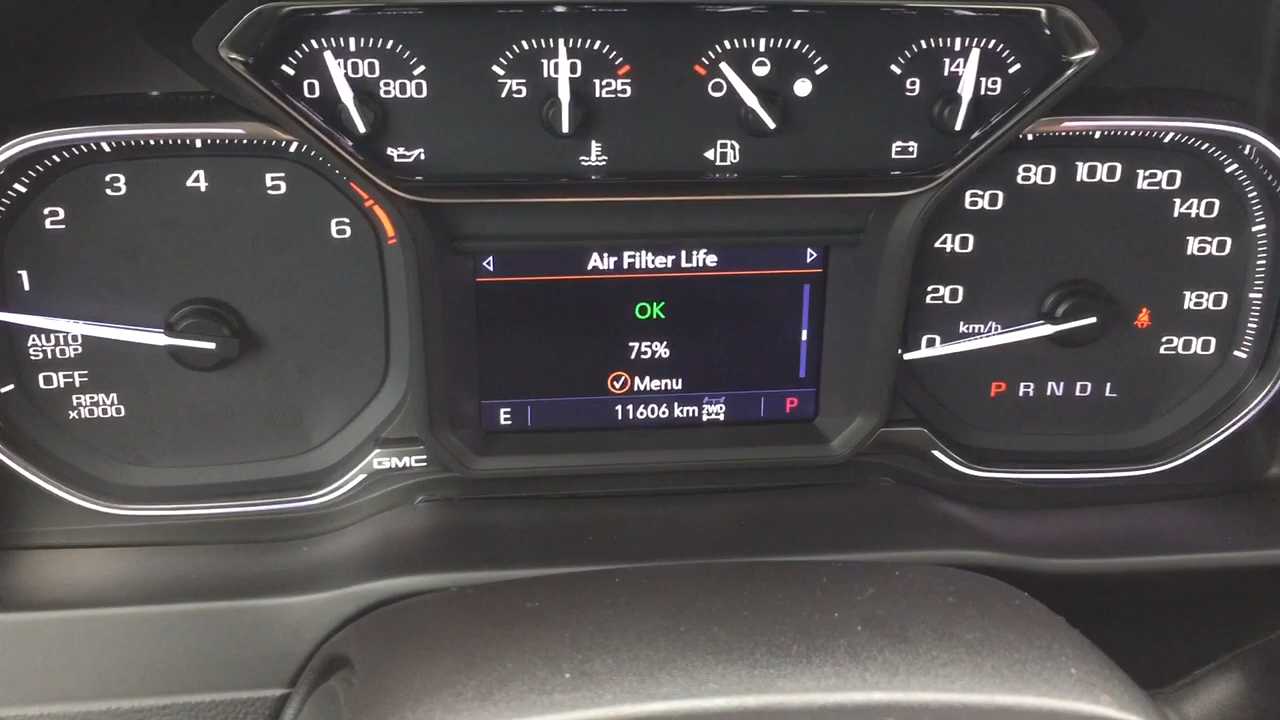 0 400 800
75 100 125
9 14 19
1 2 3 4 5 6
AUTO
STOP
OFF
RPM
x1000
GMC
Air Filter Life
OK
75%
Menu
E 11606 km 2WD P
0 20 40 60 80 100 120 140 160 180 200
km/h
P R N D L